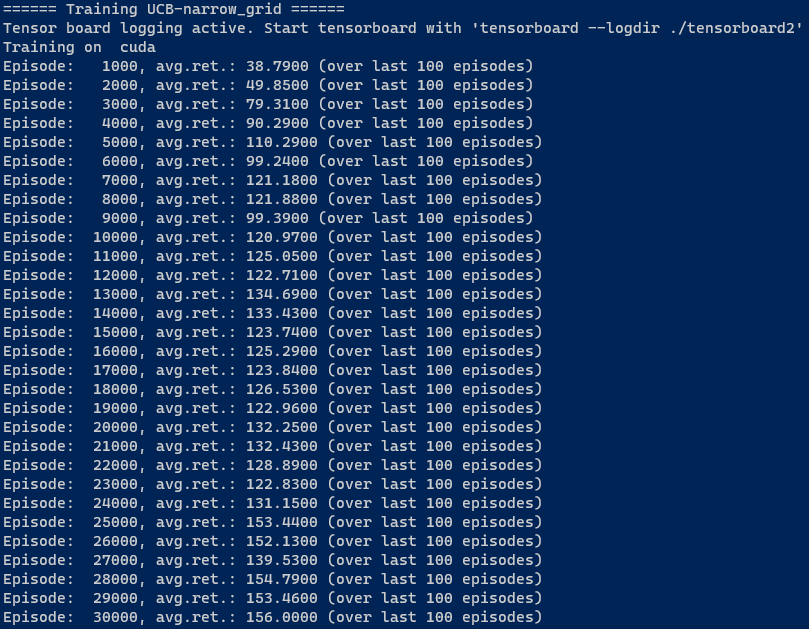 ====== Training UCB-narrow_grid ======
Tensor board logging active. Start tensorboard with 'tensorboard --logdir ./tensorboard2'
Training on  cuda
Episode:   1000, avg.ret.: 38.7900 (over last 100 episodes)
Episode:   2000, avg.ret.: 49.8500 (over last 100 episodes)
Episode:   3000, avg.ret.: 79.3100 (over last 100 episodes)
Episode:   4000, avg.ret.: 90.2900 (over last 100 episodes)
Episode:   5000, avg.ret.: 110.2900 (over last 100 episodes)
Episode:   6000, avg.ret.: 99.2400 (over last 100 episodes)
Episode:   7000, avg.ret.: 121.1800 (over last 100 episodes)
Episode:   8000, avg.ret.: 121.8800 (over last 100 episodes)
Episode:   9000, avg.ret.: 99.3900 (over last 100 episodes)
Episode:  10000, avg.ret.: 120.9700 (over last 100 episodes)
Episode:  11000, avg.ret.: 125.0500 (over last 100 episodes)
Episode:  12000, avg.ret.: 122.7100 (over last 100 episodes)
Episode:  13000, avg.ret.: 134.6900 (over last 100 episodes)
Episode:  14000, avg.ret.: 133.4300 (over last 100 episodes)
Episode:  15000, avg.ret.: 123.7400 (over last 100 episodes)
Episode:  16000, avg.ret.: 125.2900 (over last 100 episodes)
Episode:  17000, avg.ret.: 123.8400 (over last 100 episodes)
Episode:  18000, avg.ret.: 126.5300 (over last 100 episodes)
Episode:  19000, avg.ret.: 122.9600 (over last 100 episodes)
Episode:  20000, avg.ret.: 132.2500 (over last 100 episodes)
Episode:  21000, avg.ret.: 132.4300 (over last 100 episodes)
Episode:  22000, avg.ret.: 128.8900 (over last 100 episodes)
Episode:  23000, avg.ret.: 122.8300 (over last 100 episodes)
Episode:  24000, avg.ret.: 131.1500 (over last 100 episodes)
Episode:  25000, avg.ret.: 153.4400 (over last 100 episodes)
Episode:  26000, avg.ret.: 152.1300 (over last 100 episodes)
Episode:  27000, avg.ret.: 139.5300 (over last 100 episodes)
Episode:  28000, avg.ret.: 154.7900 (over last 100 episodes)
Episode:  29000, avg.ret.: 153.4600 (over last 100 episodes)
Episode:  30000, avg.ret.: 156.0000 (over last 100 episodes)